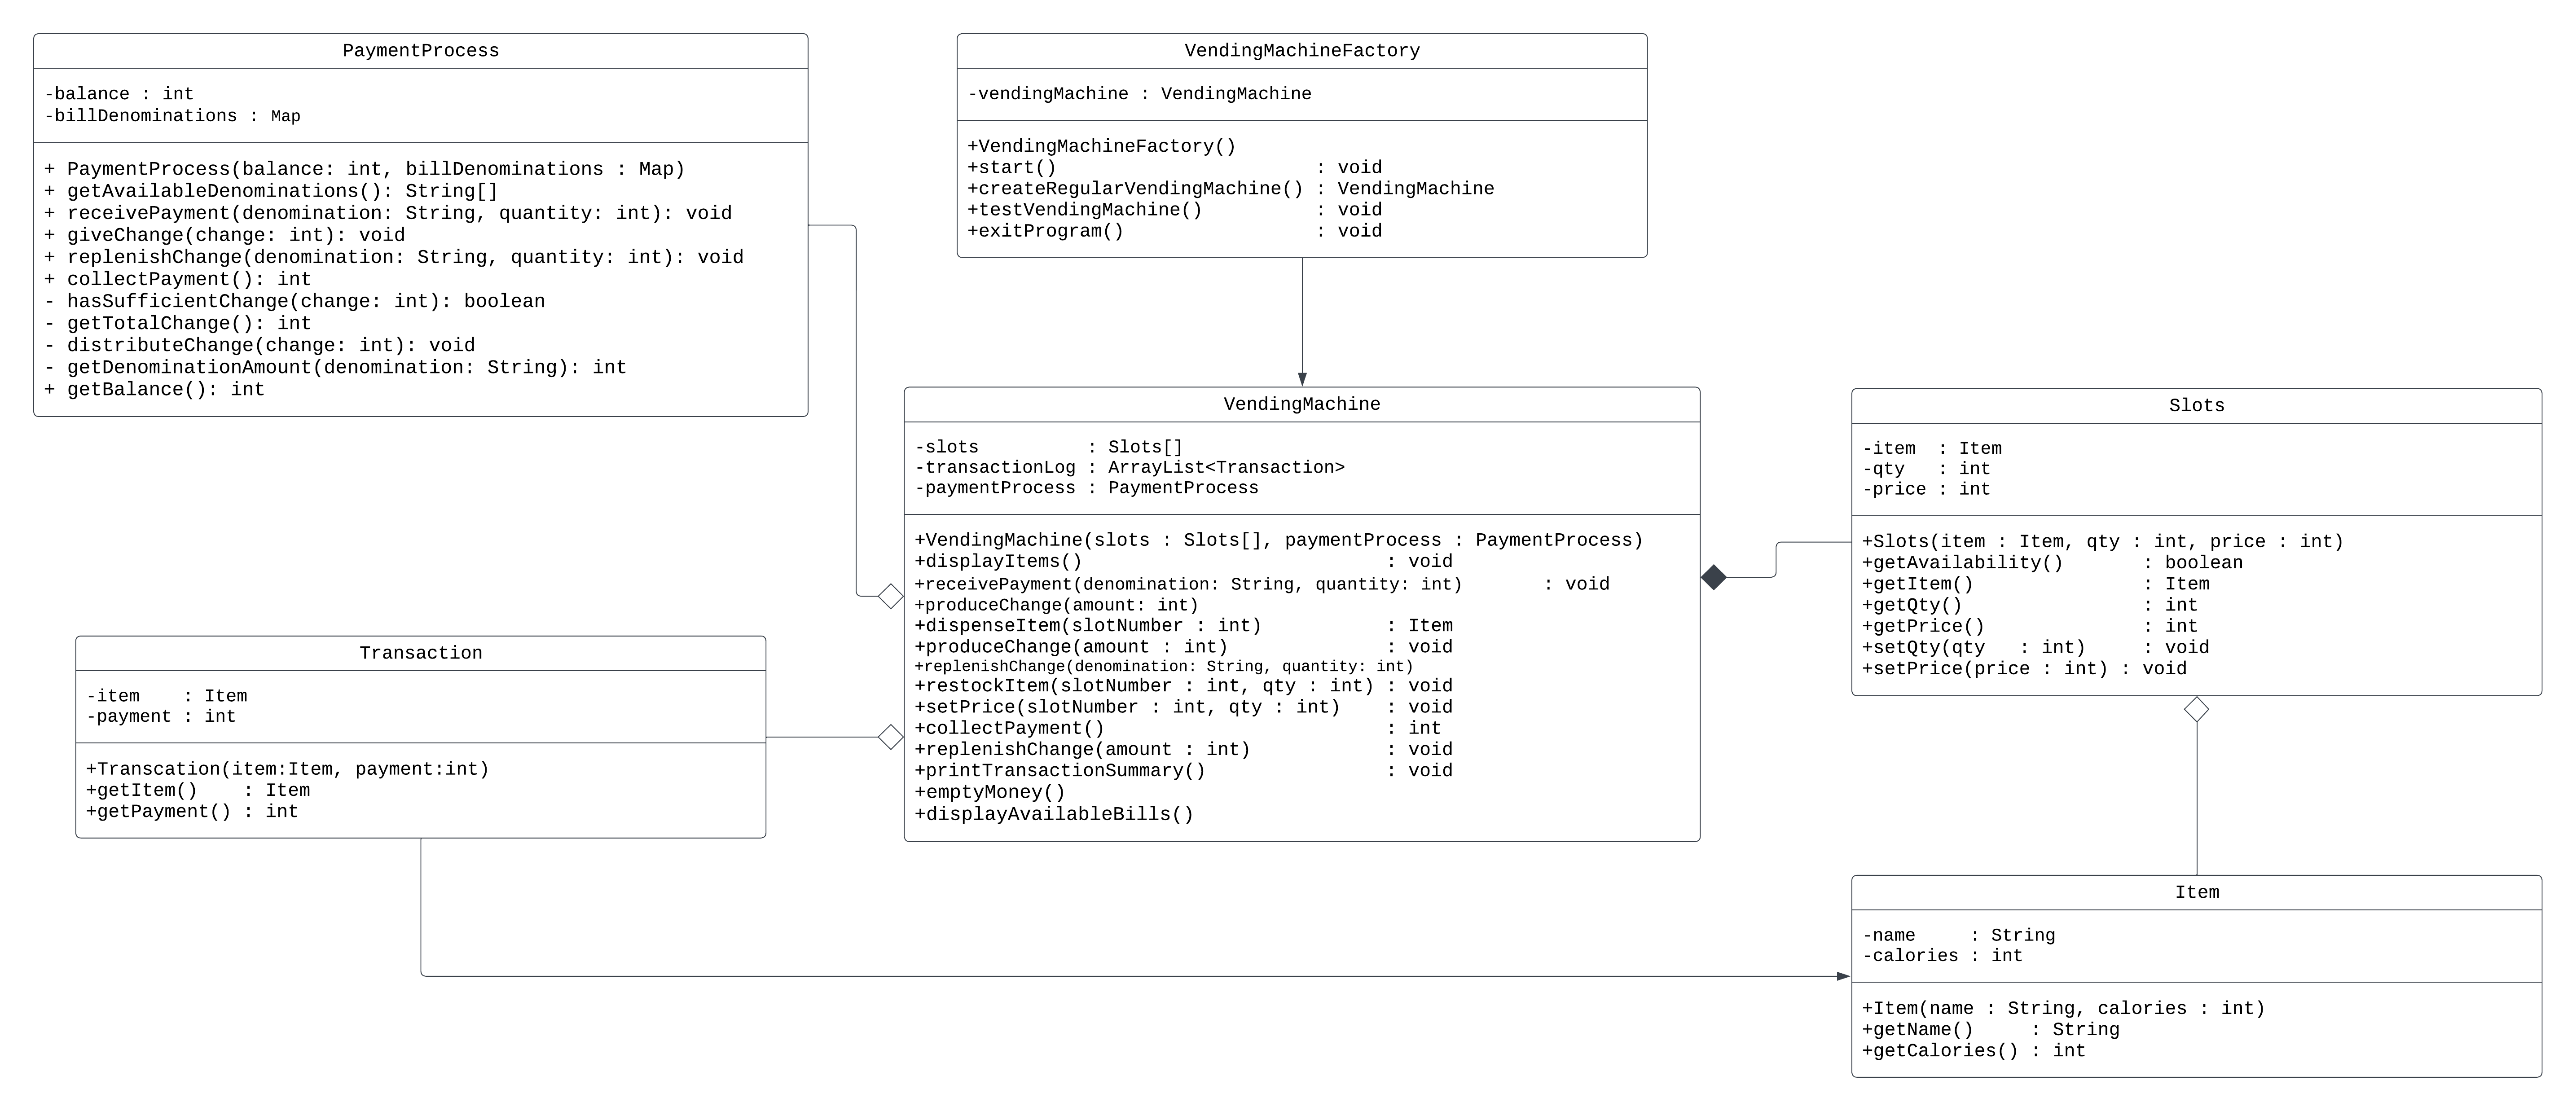 PaymentProcess
-balance : int
-billDenominations : Map
+ PaymentProcess(balance: int, billDenominations : Map)
+ getAvailableDenominations(): String[]
+ receivePayment(denomination: String, quantity: int): void
+ giveChange(change: int): void
+ replenishChange(denomination: String, quantity: int): void
+ collectPayment(): int
- hasSufficientChange(change: int): boolean
- getTotalChange(): int
- distributeChange(change: int): void
- getDenominationAmount(denomination: String): int
+ getBalance(): int
VendingMachineFactory
-vendingMachine : VendingMachine
+VendingMachineFactory()
+start() : void
+createRegularVendingMachine() : VendingMachine
+testVendingMachine() : void
+exitProgram() : void
VendingMachine
-slots : Slots[]
-transactionLog : ArrayList<Transaction>
-paymentProcess : PaymentProcess
+VendingMachine(slots : Slots[], paymentProcess : PaymentProcess)
+displayItems() : void
+receivePayment(denomination: String, quantity: int) : void
+produceChange(amount: int)
+dispenseItem(slotNumber : int) : Item
+produceChange(amount : int) : void
+replenishChange(denomination: String, quantity: int)
+restockItem(slotNumber : int, qty : int) : void
+setPrice(slotNumber : int, qty : int) : void
+collectPayment() : int
+replenishChange(amount : int) : void
+printTransactionSummary() : void
+emptyMoney()
+displayAvailableBills()
Slots
-item : Item
-qty : int
-price : int
+Slots(item : Item, qty : int, price : int)
+getAvailability() : boolean
+getItem() : Item
+getQty() : int
+getPrice() : int
+setQty(qty : int) : void
+setPrice(price : int) : void
Transaction
-item : Item
-payment : int
+Transcation(item:Item, payment:int)
+getItem() : Item
+getPayment() : int
Item
-name : String
-calories : int
+Item(name : String, calories : int)
+getName() : String
+getCalories() : int